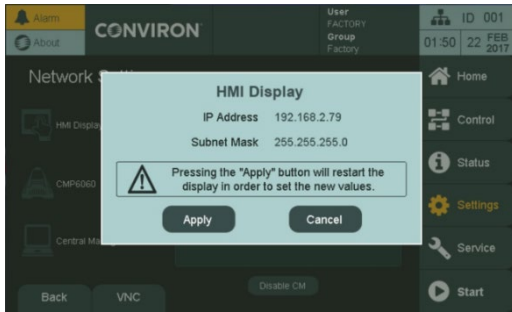 Alarm
About
CONVIRON
User
FACTORY
Group
Factory
ID 001
01:50
22 FEB 2017
Network
HMI Display
IP Address 192.168.2.79
Subnet Mask 255.255.255.0
Pressing the "Apply" button will restart the
display in order to set the new values.
Apply
Cancel
HMI Display
CMP6060
Central
Disable CM
Back
VNC
Home
Control
Status
Settings
Service
Start